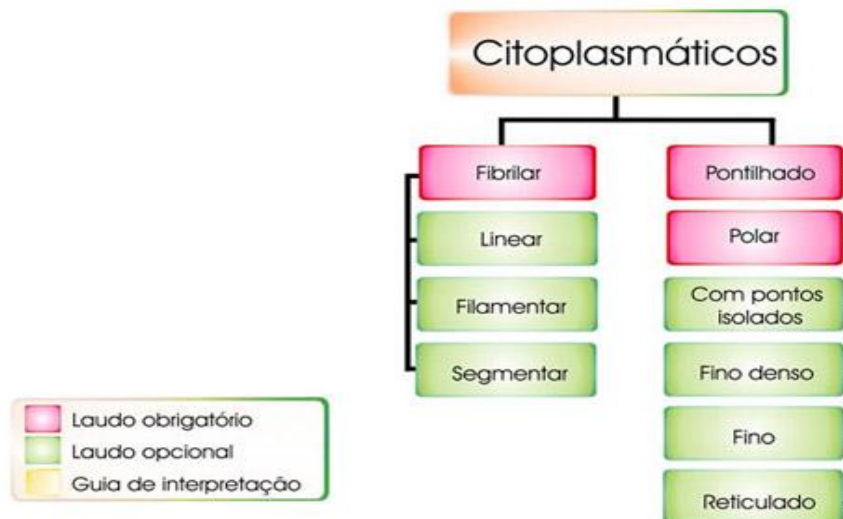 Citoplasmáticos
Fibrilar
Linear
Filamentar
Segmentar
Pontilhado
Polar
Com pontos
isolados
Fino denso
Fino
Reticulado
Laudo obrigatório
Laudo opcional
Guia de interpretação